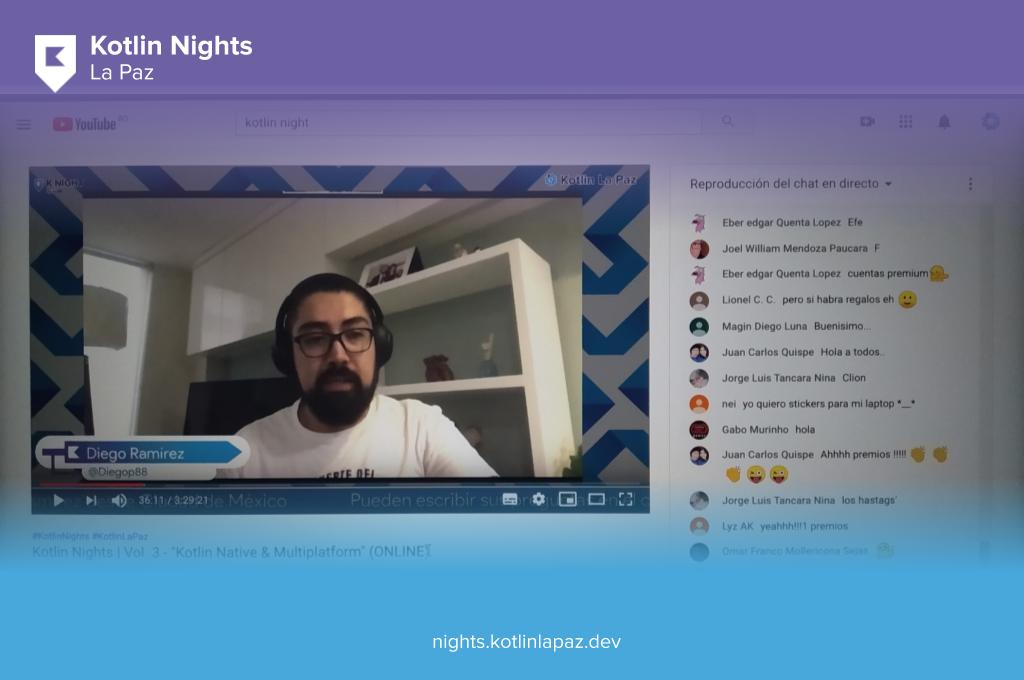 Kotlin Nights
La Paz
YouTube BO
kotlin night
K NIGH
Kotlin La Paz
Diego Ramirez
@Diegop88
36:11 / 3:29:21
de México
Pueden escribir sus
#KotlinNights #KotlinLaPaz
Kotlin Nights | Vol. 3 - "Kotlin Native & Multiplatform" (ONLINE)
Reproducción del chat en directo
Eber edgar Quenta Lopez Efe
Joel William Mendoza Paucara F
Eber edgar Quenta Lopez cuentas premium
Lionel C. C. pero si habra regalos eh
Magin Diego Luna Buenisimo...
Juan Carlos Quispe Hola a todos..
Jorge Luis Tancara Nina Clion
nei yo quiero stickers para mi laptop *__*
Gabo Murinho hola
Juan Carlos Quispe Ahhhh premios !!!!! 👏 👏
👏 😜 😜
Jorge Luis Tancara Nina los hastags'
Lyz AK yeahhh!!1 premios
Omar Franco Mollericona Sejas
nights.kotlinlapaz.dev